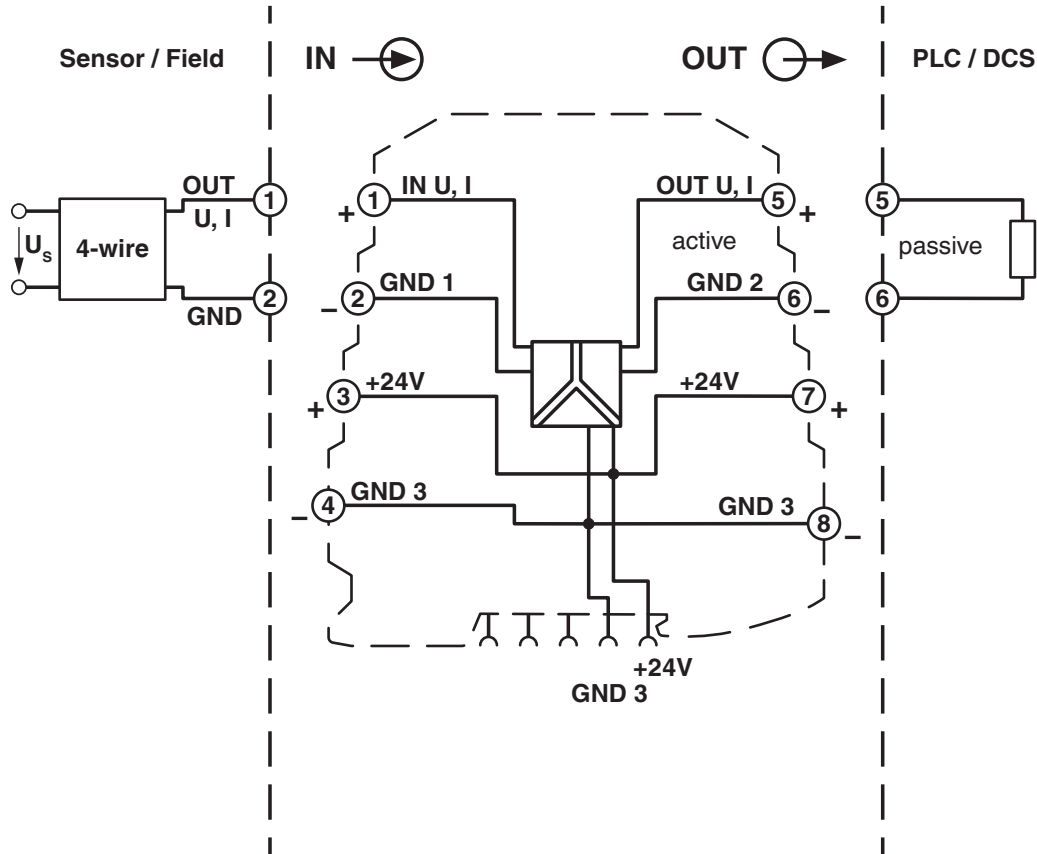 Sensor / Field
IN
OUT
PLC / DCS
OUT
1
U, I
4-wire
Us
2
GND
1
IN U, I
+
OUT U, I
5
+
active
5
passive
6
2
GND 1
–
GND 2
6
–
3
+24V
+
+24V
7
+
4
GND 3
–
GND 3
8
–
+24V
GND 3